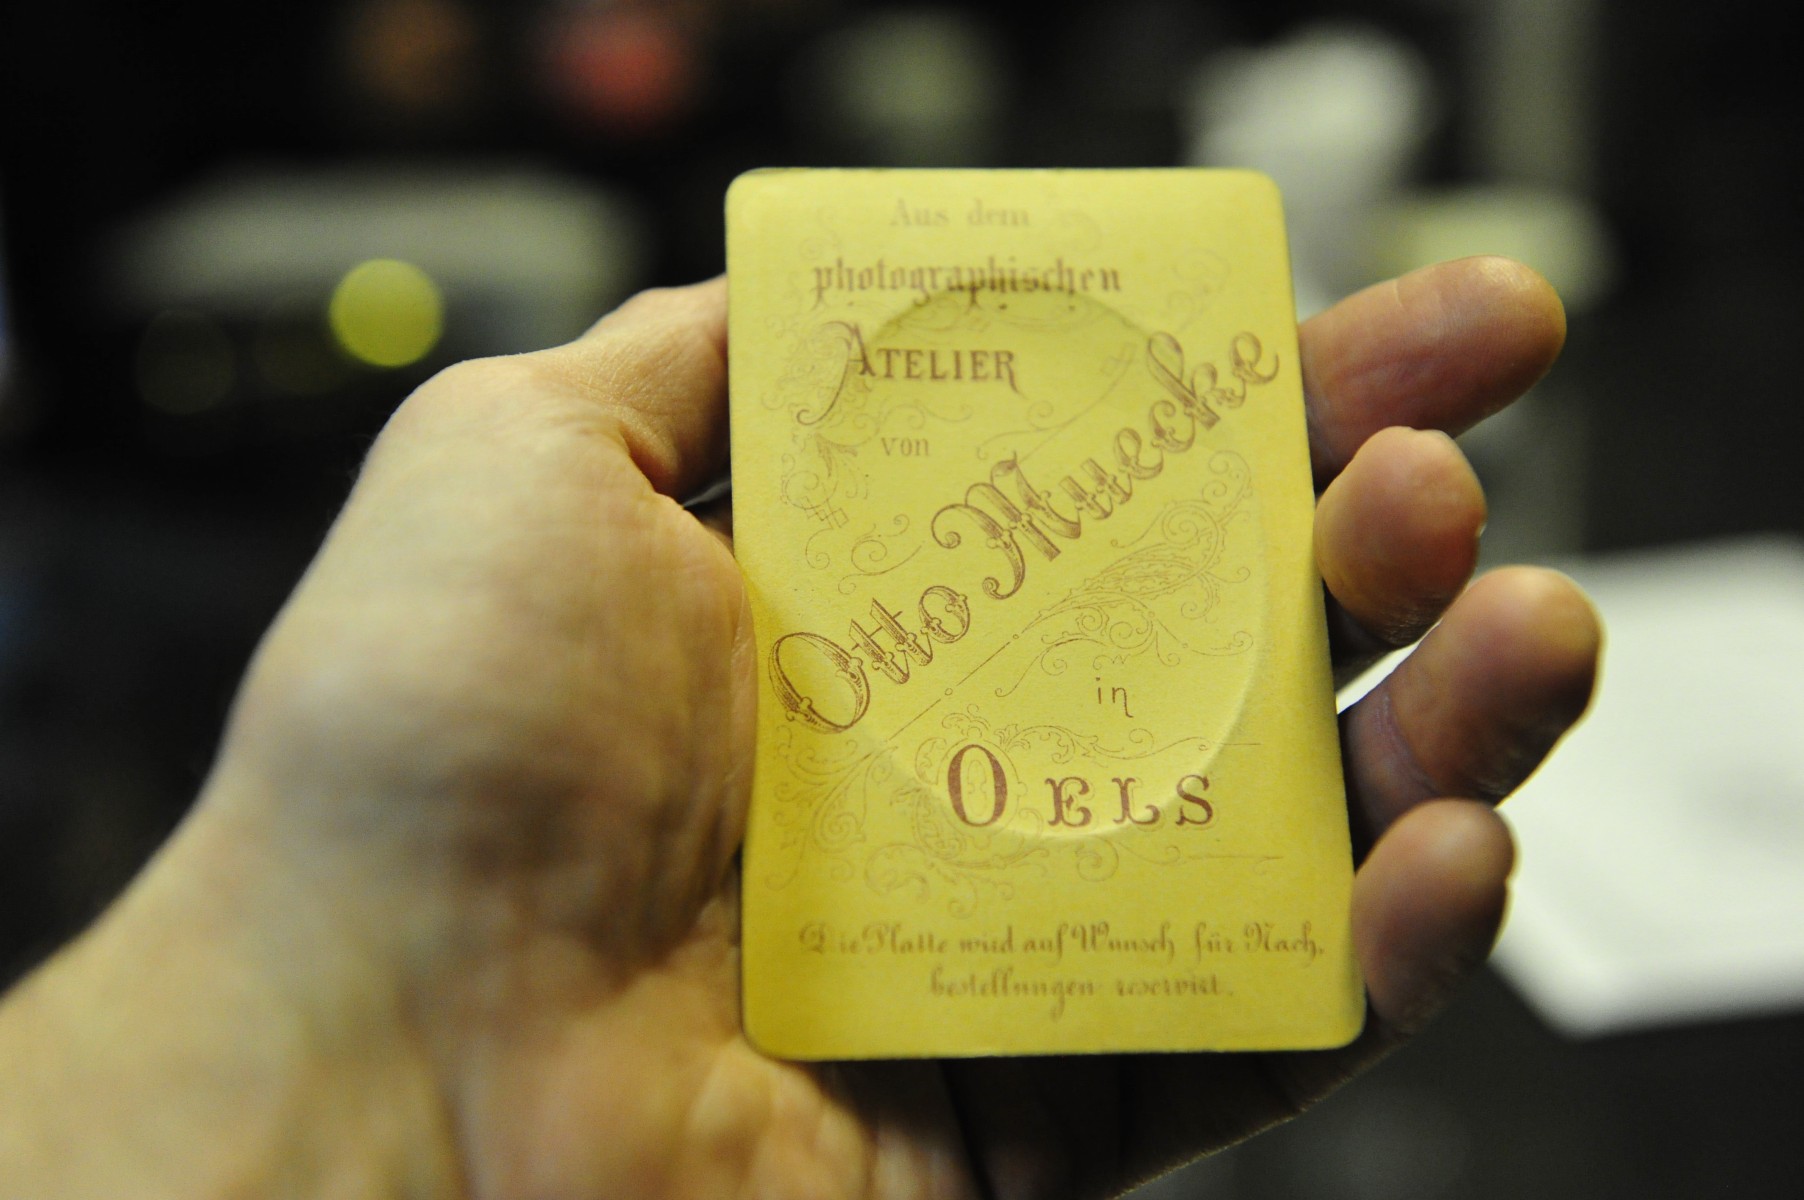 Aus dem
photographischen
ATELIER
von
Otto Muecke
in
OELS
Die Platte wird auf Wunsch für Nach.
bestellungen reservirt.